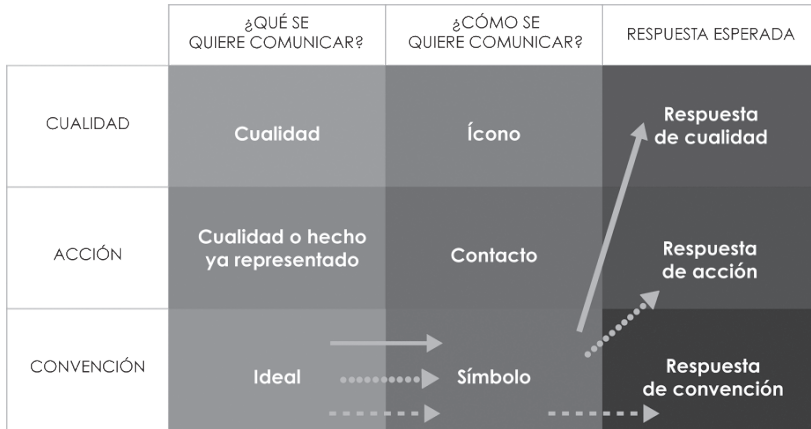 ¿QUÉ SE
QUIERE COMUNICAR?
¿CÓMO SE
QUIERE COMUNICAR?
RESPUESTA ESPERADA
CUALIDAD
Cualidad
Ícono
Respuesta
de cualidad
ACCIÓN
Cualidad o hecho
ya representado
Contacto
Respuesta
de acción
CONVENCIÓN
Ideal
Símbolo
Respuesta
de convención